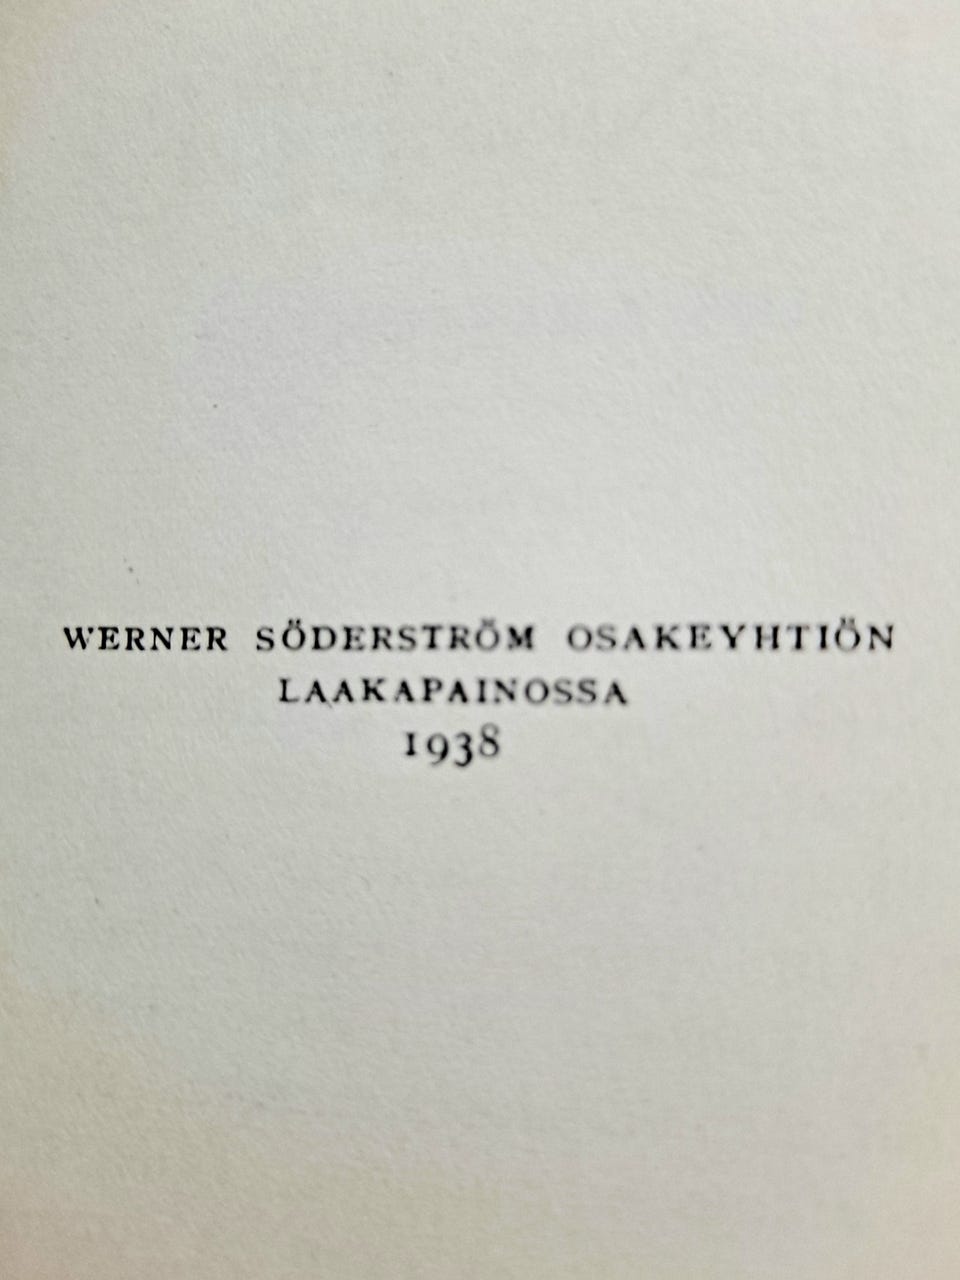 WERNER SÖDERSTRÖM OSAKEYHTIÖN
LAAKAPAINOSSA
1938